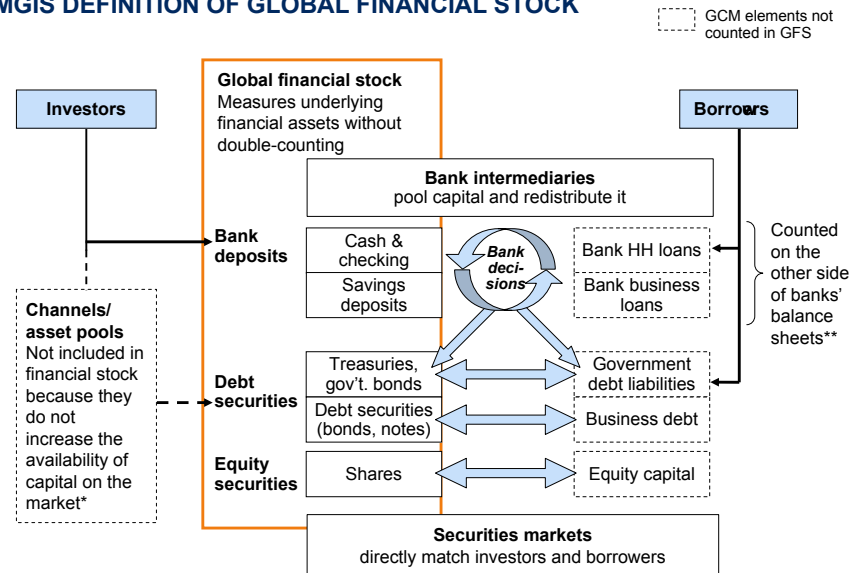 MGIS DEFINITION OF GLOBAL FINANCIAL STOCK
GCM elements not
counted in GFS
Investors
Global financial stock
Measures underlying
financial assets without
double-counting
Borrowers
Bank intermediaries
pool capital and redistribute it
Bank
deposits
Cash &
checking
Savings
deposits
Bank
deci-
sions
Bank HH loans
Bank business
loans
Counted
on the
other side
of banks'
balance
sheets**
Channels/
asset pools
Not included in
financial stock
because they
do not
increase the
availability of
capital on the
market*
Debt
securities
Treasuries,
gov't. bonds
Debt securities
(bonds, notes)
Government
debt liabilities
Business debt
Equity
securities
Shares
Equity capital
Securities markets
directly match investors and borrowers